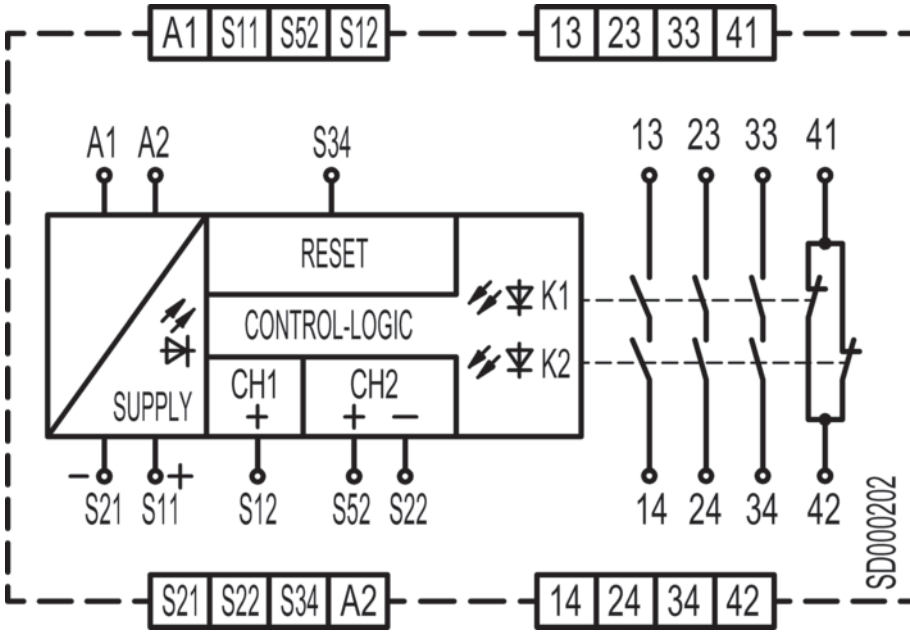 A1 S11 S52 S12 13 23 33 41
A1 A2 S34 13 23 33 41
RESET
K1
CONTROL-LOGIC
K2
CH1 CH2
SUPPLY + + −
− + 
S21 S11 S12 S52 S22 14 24 34 42
SD000202
S21 S22 S34 A2 14 24 34 42